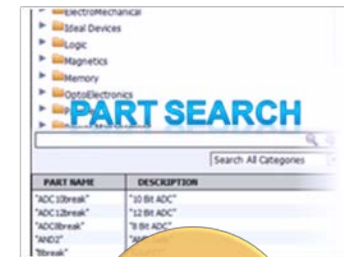 ElectroMechanical
Ideal Devices
Logic
Magnetics
Memory
OptoElectronics
PART SEARCH
Search All Categories
PART NAME DESCRIPTION
"ADC10break" "10 Bit ADC"
"ADC12break" "12 Bit ADC"
"ADC8break" "8 Bit ADC"
"AND2"
"Bbreak"